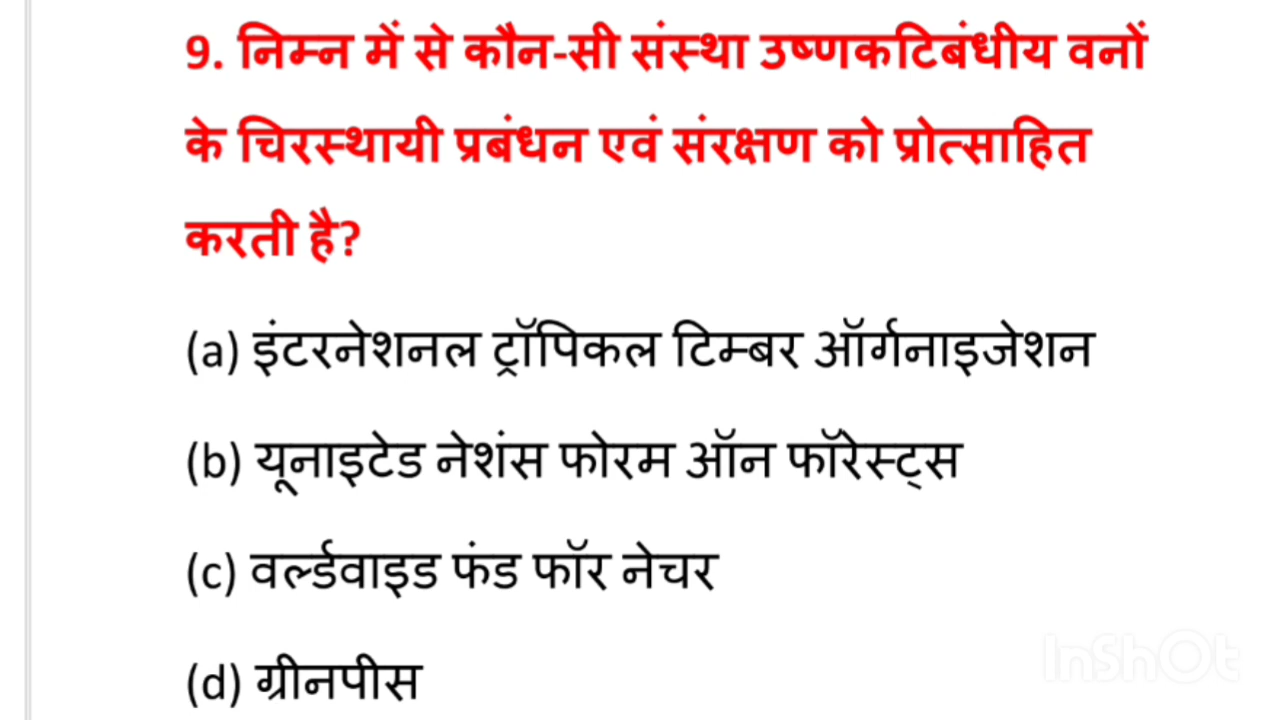 9. निम्न में से कौन-सी संस्था उष्णकटिबंधीय वनों
के चिरस्थायी प्रबंधन एवं संरक्षण को प्रोत्साहित
करती है?
(a) इंटरनेशनल ट्रॉपिकल टिम्बर ऑर्गनाइजेशन
(b) यूनाइटेड नेशंस फोरम ऑन फॉरेस्ट्स
(c) वर्ल्डवाइड फंड फॉर नेचर
(d) ग्रीनपीस
InShOt